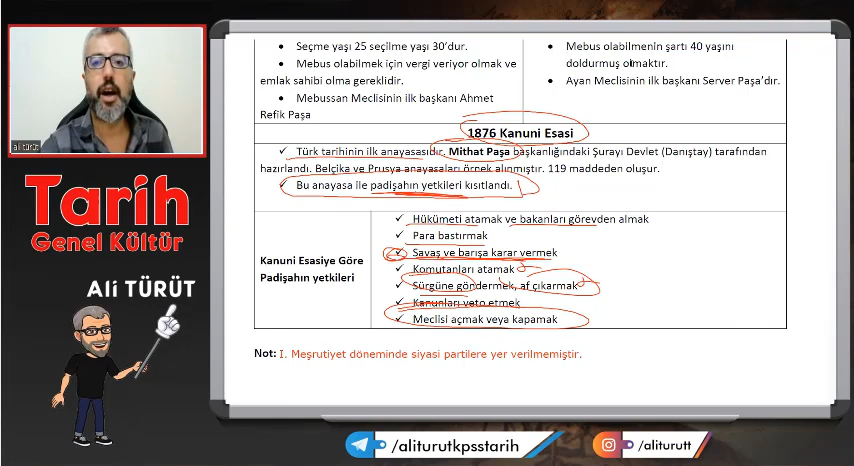 ali türüt
Tarih
Genel Kültür
Ali TÜRÜT
• Seçme yaşı 25 seçilme yaşı 30'dur.
• Mebus olabilmek için vergi veriyor olmak ve
emlak sahibi olma gereklidir.
• Mebussan Meclisinin ilk başkanı Ahmet
Refik Paşa
• Mebus olabilmenin şartı 40 yaşını
doldurmuş olmaktır.
• Ayan Meclisinin ilk başkanı Server Paşa'dır.
1876 Kanuni Esasi
✓ Türk tarihinin ilk anayasasıdır. Mithat Paşa başkanlığındaki Şurayı Devlet (Danıştay) tarafından
hazırlandı. Belçika ve Prusya anayasaları örnek alınmıştır. 119 maddeden oluşur.
✓ Bu anayasa ile padişahın yetkileri kısıtlandı.
Kanuni Esasiye Göre
Padişahın yetkileri
✓ Hükümeti atamak ve bakanları görevden almak
✓ Para bastırmak
✓ Savaş ve barışa karar vermek
✓ Komutanları atamak
✓ Sürgüne göndermek, af çıkarmak
✓ Kanunları veto etmek
✓ Meclisi açmak veya kapamak
Not: I. Meşrutiyet döneminde siyasi partilere yer verilmemiştir.
/aliturutkpsstarih
/aliturutt